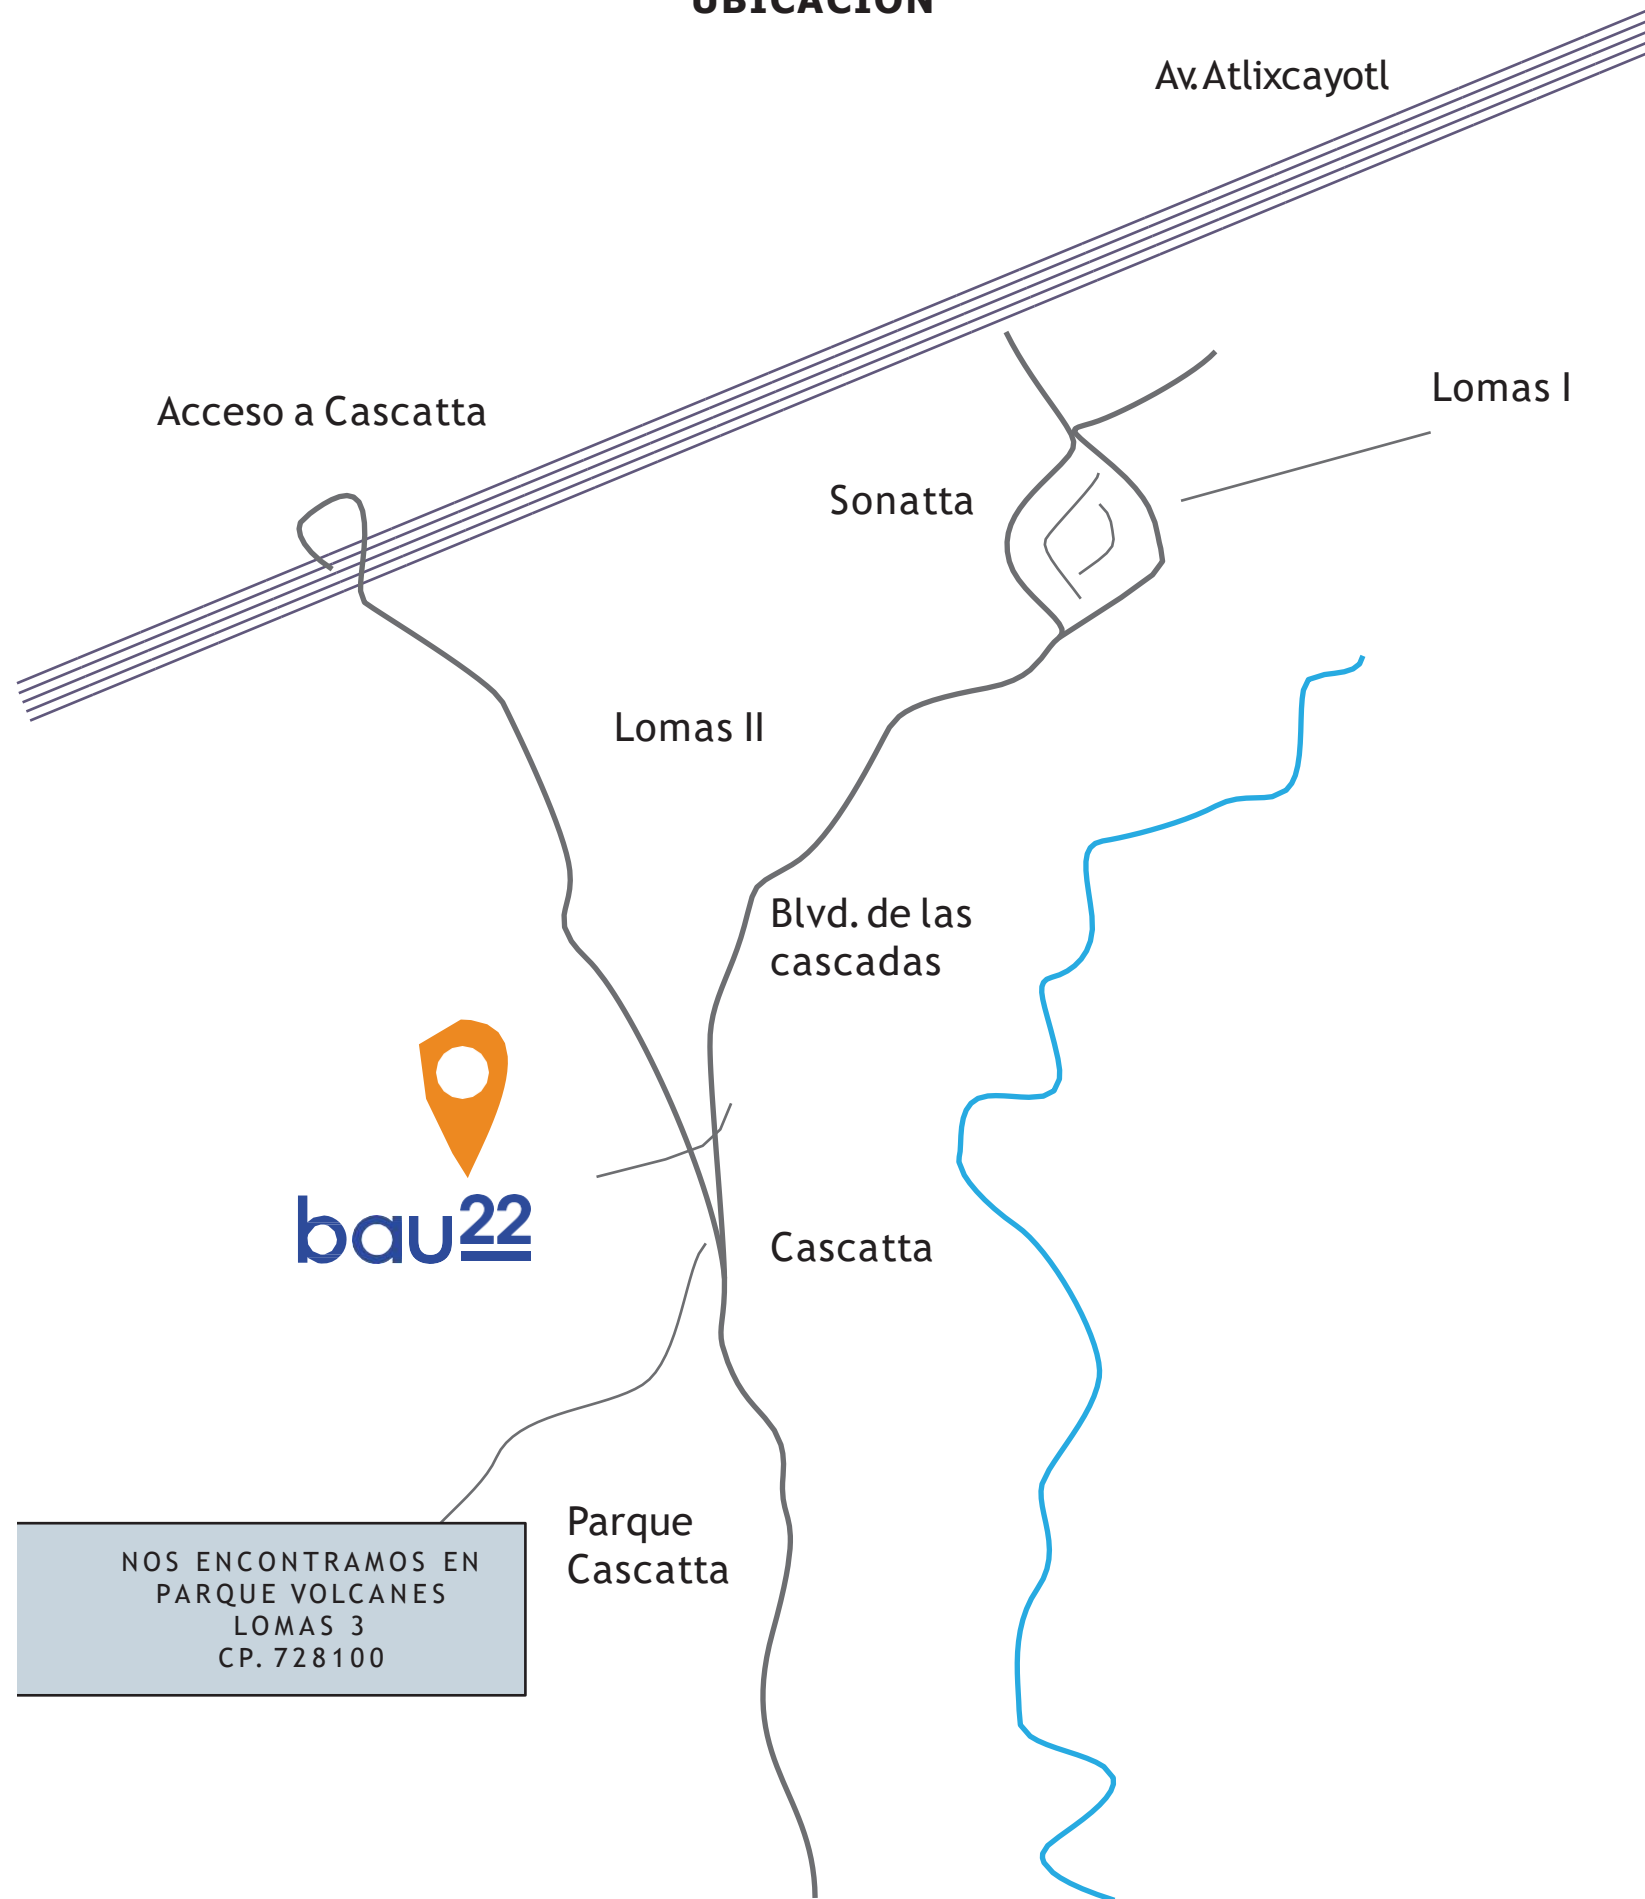 UBICACIÓN
Av. Atlixcayotl
Lomas I
Acceso a Cascatta
Sonatta
Lomas II
Blvd. de las
cascadas
bau22
Cascatta
Parque
Cascatta
NOS ENCONTRAMOS EN
PARQUE VOLCANES
LOMAS 3
CP. 728100